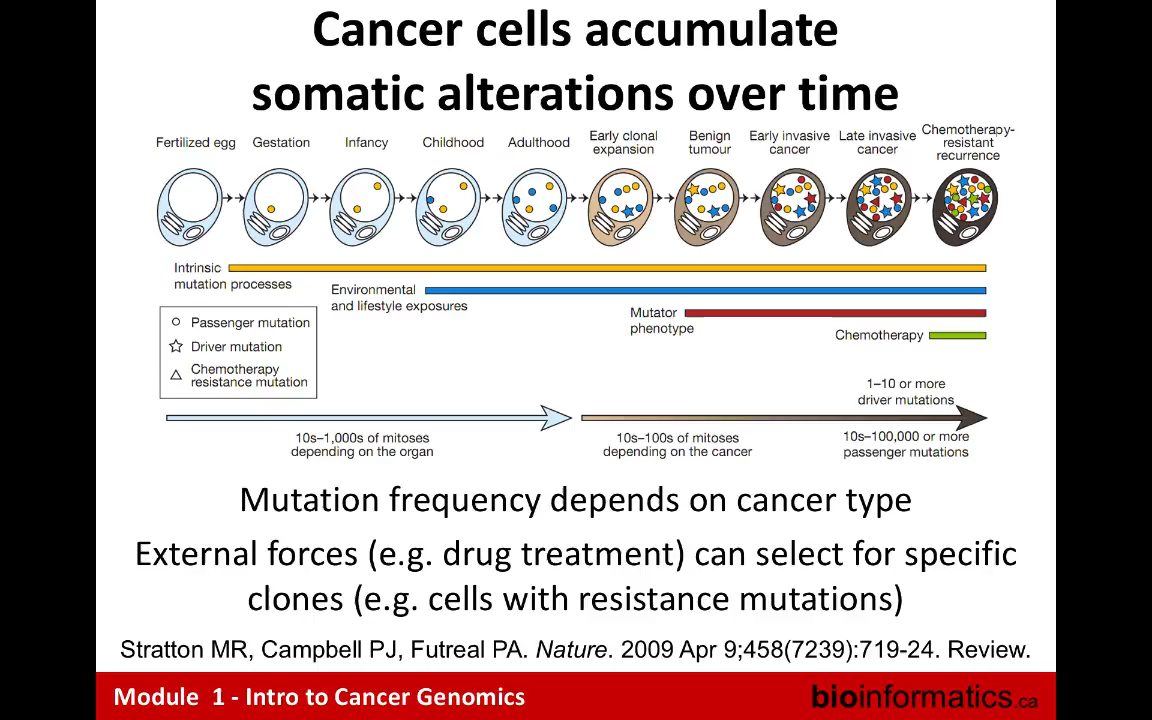 Cancer cells accumulate
somatic alterations over time
Fertilized egg
Gestation
Infancy
Childhood
Adulthood
Early clonal
expansion
Benign
tumour
Early invasive
cancer
Late invasive
cancer
Chemotherapy-
resistant
recurrence
Intrinsic
mutation processes
Environmental
and lifestyle exposures
Mutator
phenotype
Chemotherapy
Passenger mutation
Driver mutation
Chemotherapy
resistance mutation
1–10 or more
driver mutations
10s–1,000s of mitoses
depending on the organ
10s–100s of mitoses
depending on the cancer
10s–100,000 or more
passenger mutations
Mutation frequency depends on cancer type
External forces (e.g. drug treatment) can select for specific
clones (e.g. cells with resistance mutations)
Stratton MR, Campbell PJ, Futreal PA. Nature. 2009 Apr 9;458(7239):719-24. Review.
Module 1 - Intro to Cancer Genomics
bioinformatics.ca